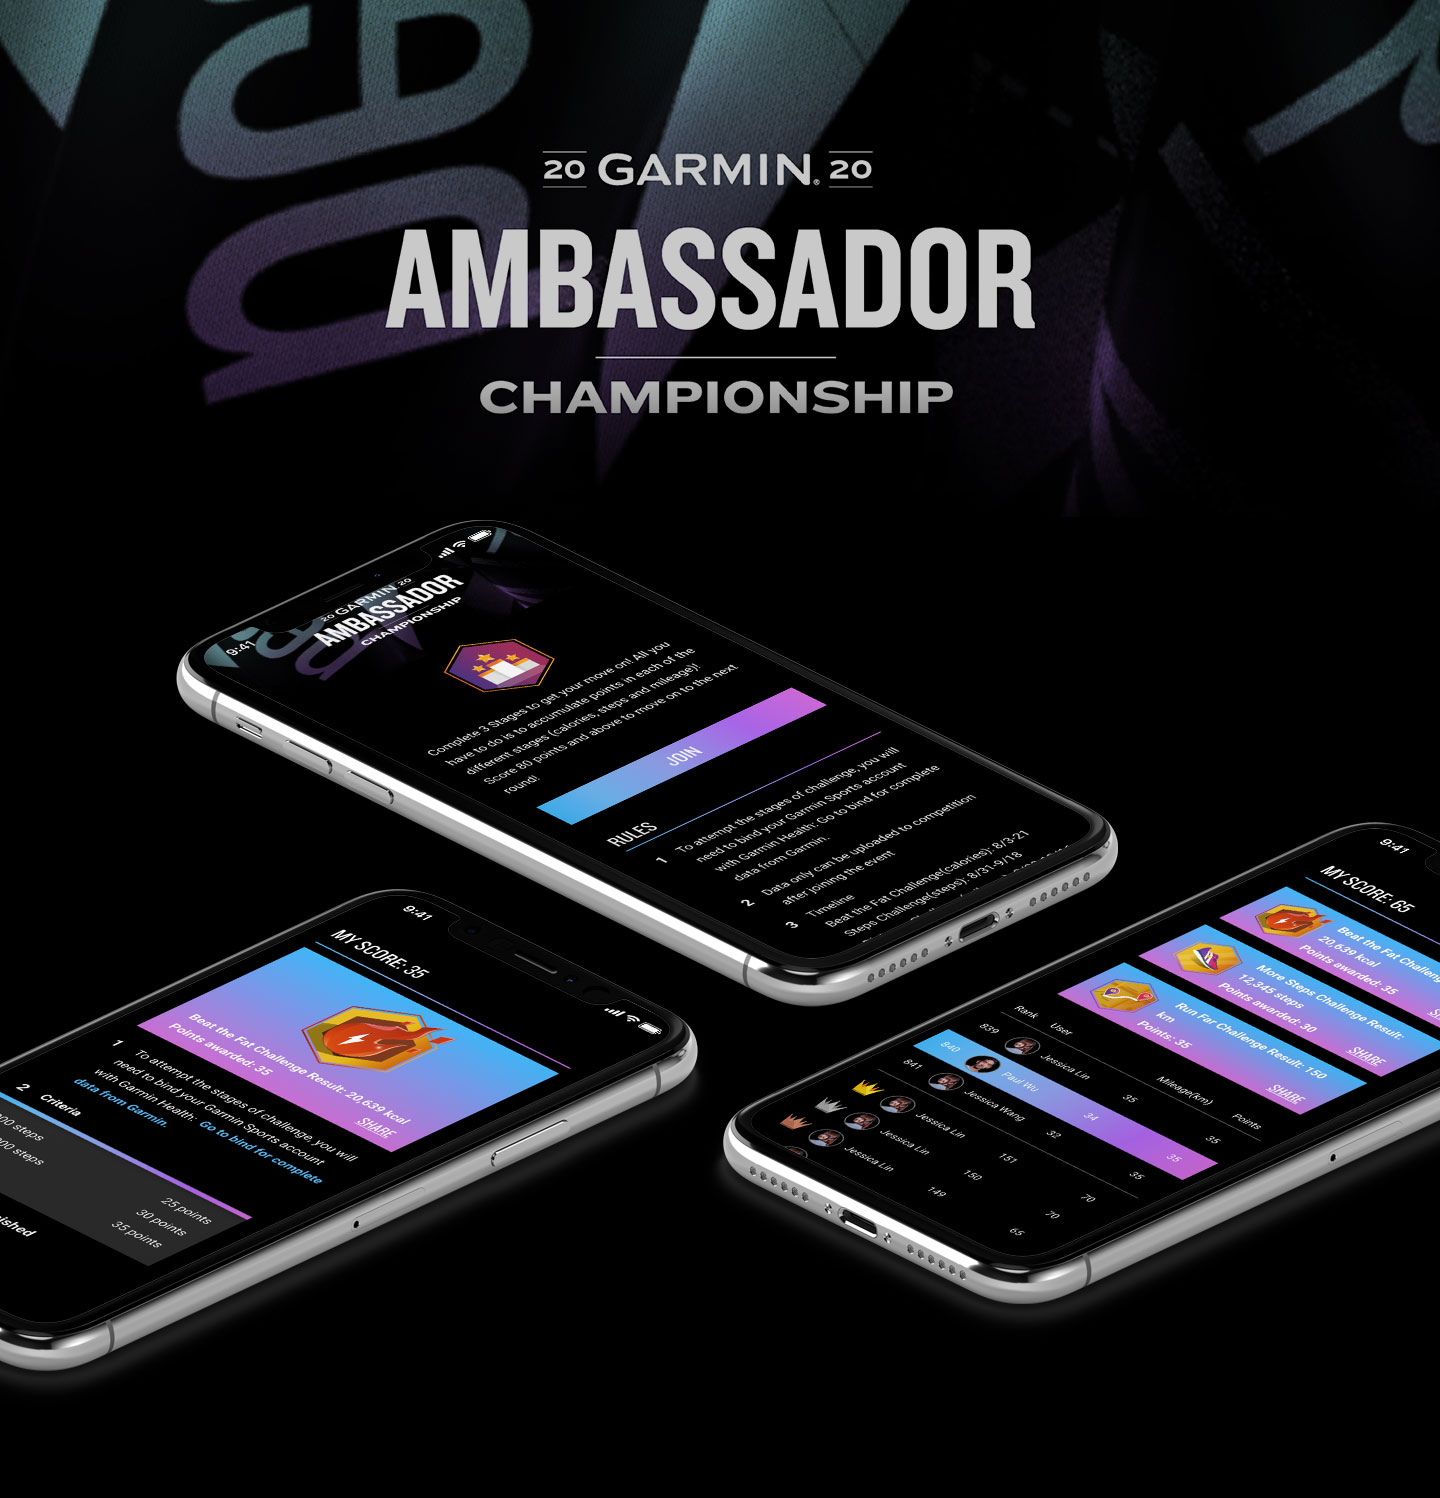 20 GARMIN® 20
AMBASSADOR
CHAMPIONSHIP
9:41
20 GARMIN 20
AMBASSADOR
CHAMPIONSHIP
Complete 3 Stages to get your move on! All you
have to do is to accumulate points in each of the
different stages (calories, steps and mileage)!
Score 80 points and above to move on to the next
round!
JOIN
RULES
1 To attempt the stages of challenge, you will
need to bind your Garmin Sports account
with Garmin Health: Go to bind for complete
data from Garmin.
2 Data only can be uploaded to competition
after joining the event
3 Timeline
Beat the Fat Challenge(calories): 8/3-21
Steps Challenge(steps): 8/31-9/18
9:41
MY SCORE: 35
Beat the Fat Challenge Result: 20,639 kcal
Points awarded: 35
SHARE
1 To attempt the stages of challenge, you will
need to bind your Garmin Sports account
with Garmin Health: Go to bind for complete
data from Garmin.
2 Criteria
steps
25 points
steps
30 points
35 points
9:41
MY SCORE: 65
Beat the Fat
20,639 kcal
Points awarded: 35
More Steps Challenge Result:
12,345 steps
Points awarded: 30
SHARE
Run Far Challenge Result: 150
km
Points: 35
SHARE
Rank User Mileage(km) Points
839 Jessica Lin 35 35
840 Paul Wu 34 35
841 Jessica Wang 32 35
Jessica Lin 151 70
Jessica Lin 150 70
Jessica Lin 149 65